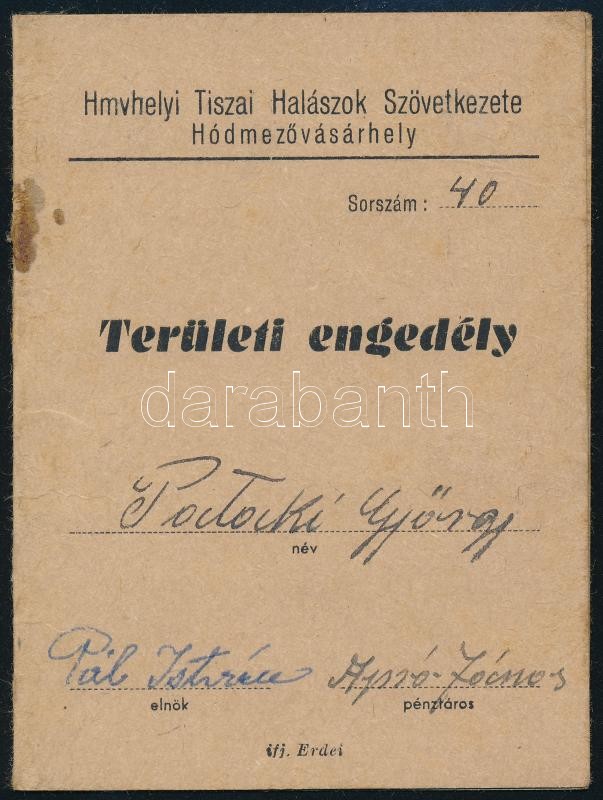 Hmvhelyi Tiszai Halászok Szövetkezete
Hódmezővásárhely
Sorszám: 40
Területi engedély
darabanth
Pataki György
név
Pál István Apró János
elnök pénztáros
ifj. Erdei